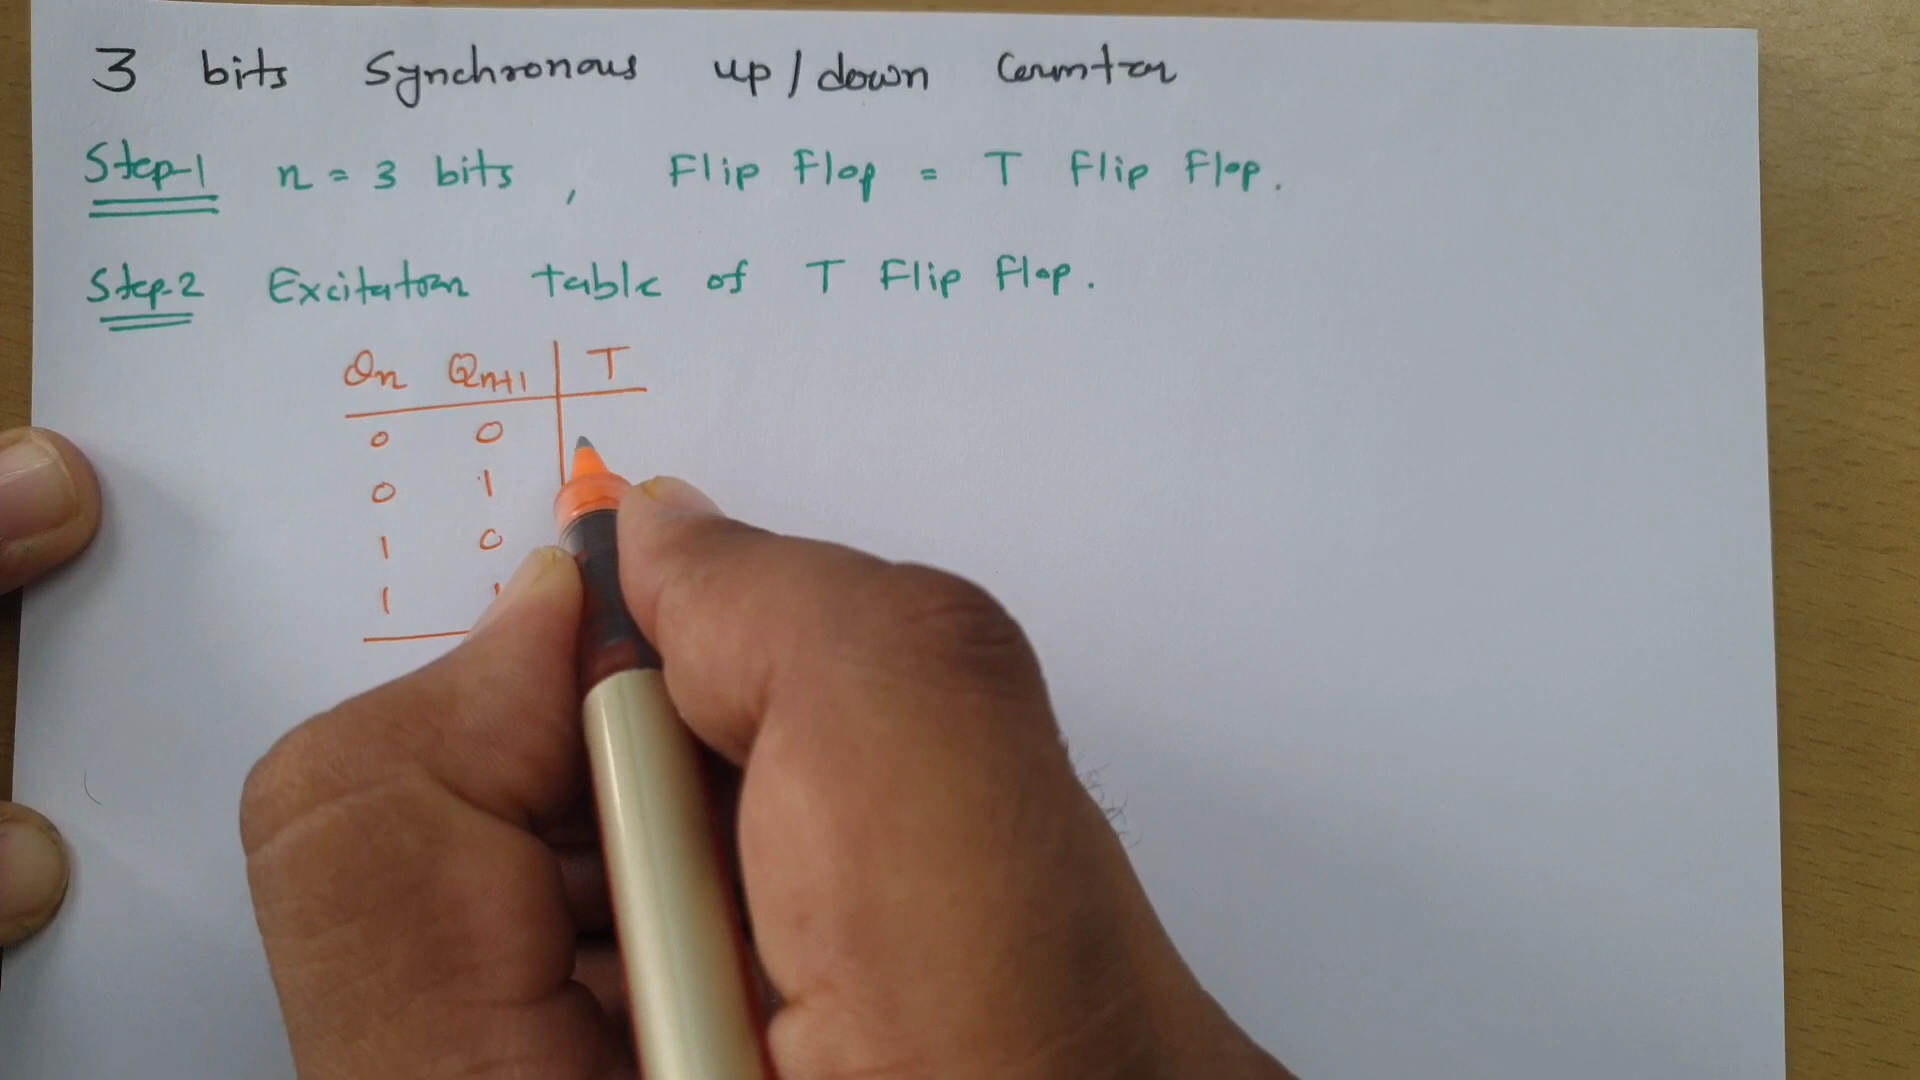 3 bits Synchronous up/down Counter
Step-1 n = 3 bits, Flip Flop = T Flip Flop.
Step-2 Excitation table of T Flip Flop.
Qn Qn+1 T
0 0
0 1
1 0
1 1